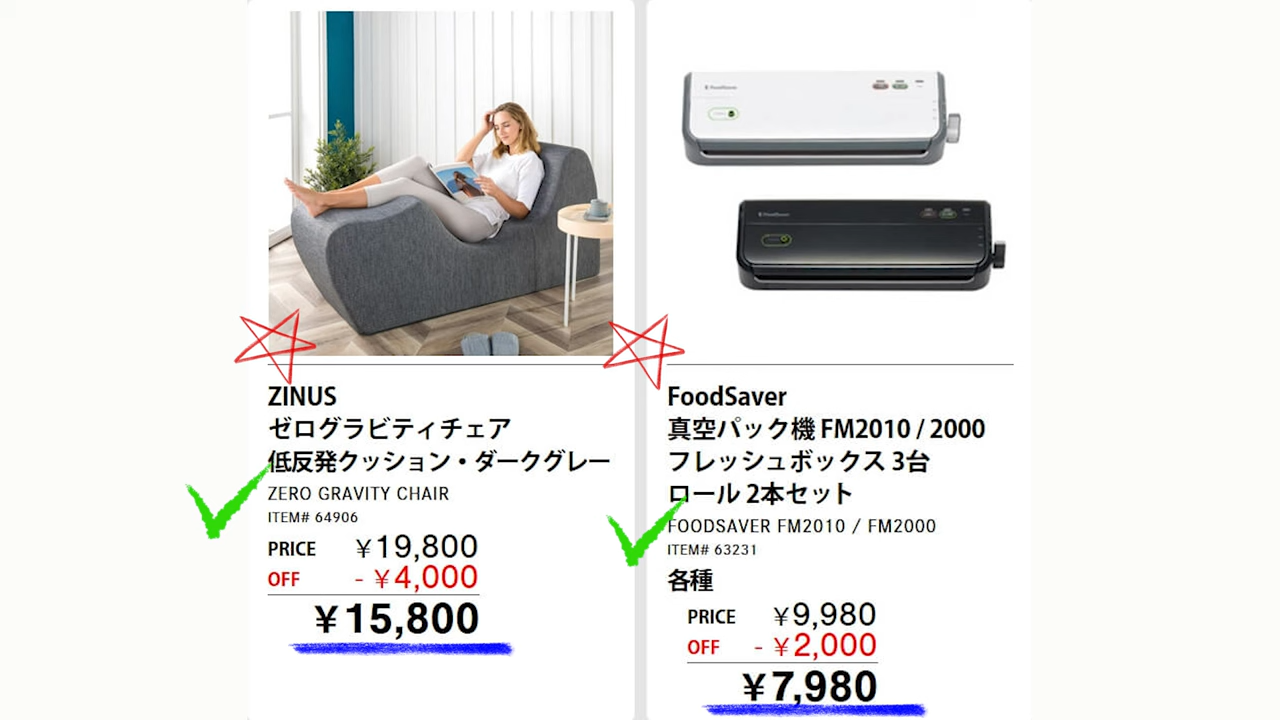 ZINUS
ゼログラビティチェア
低反発クッション・ダークグレー
ZERO GRAVITY CHAIR
ITEM# 64906
PRICE ¥19,800
OFF - ¥4,000
¥15,800
FoodSaver
FoodSaver
FoodSaver
真空パック機 FM2010 / 2000
フレッシュボックス 3台
ロール 2本セット
FOODSAVER FM2010 / FM2000
ITEM# 63231
各種
PRICE ¥9,980
OFF - ¥2,000
¥7,980